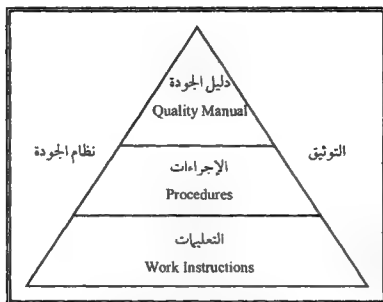 دليل الجودة
Quality Manual
نظام الجودة
التوثيق
الإجراءات
Procedures
التعليمات
Work Instructions